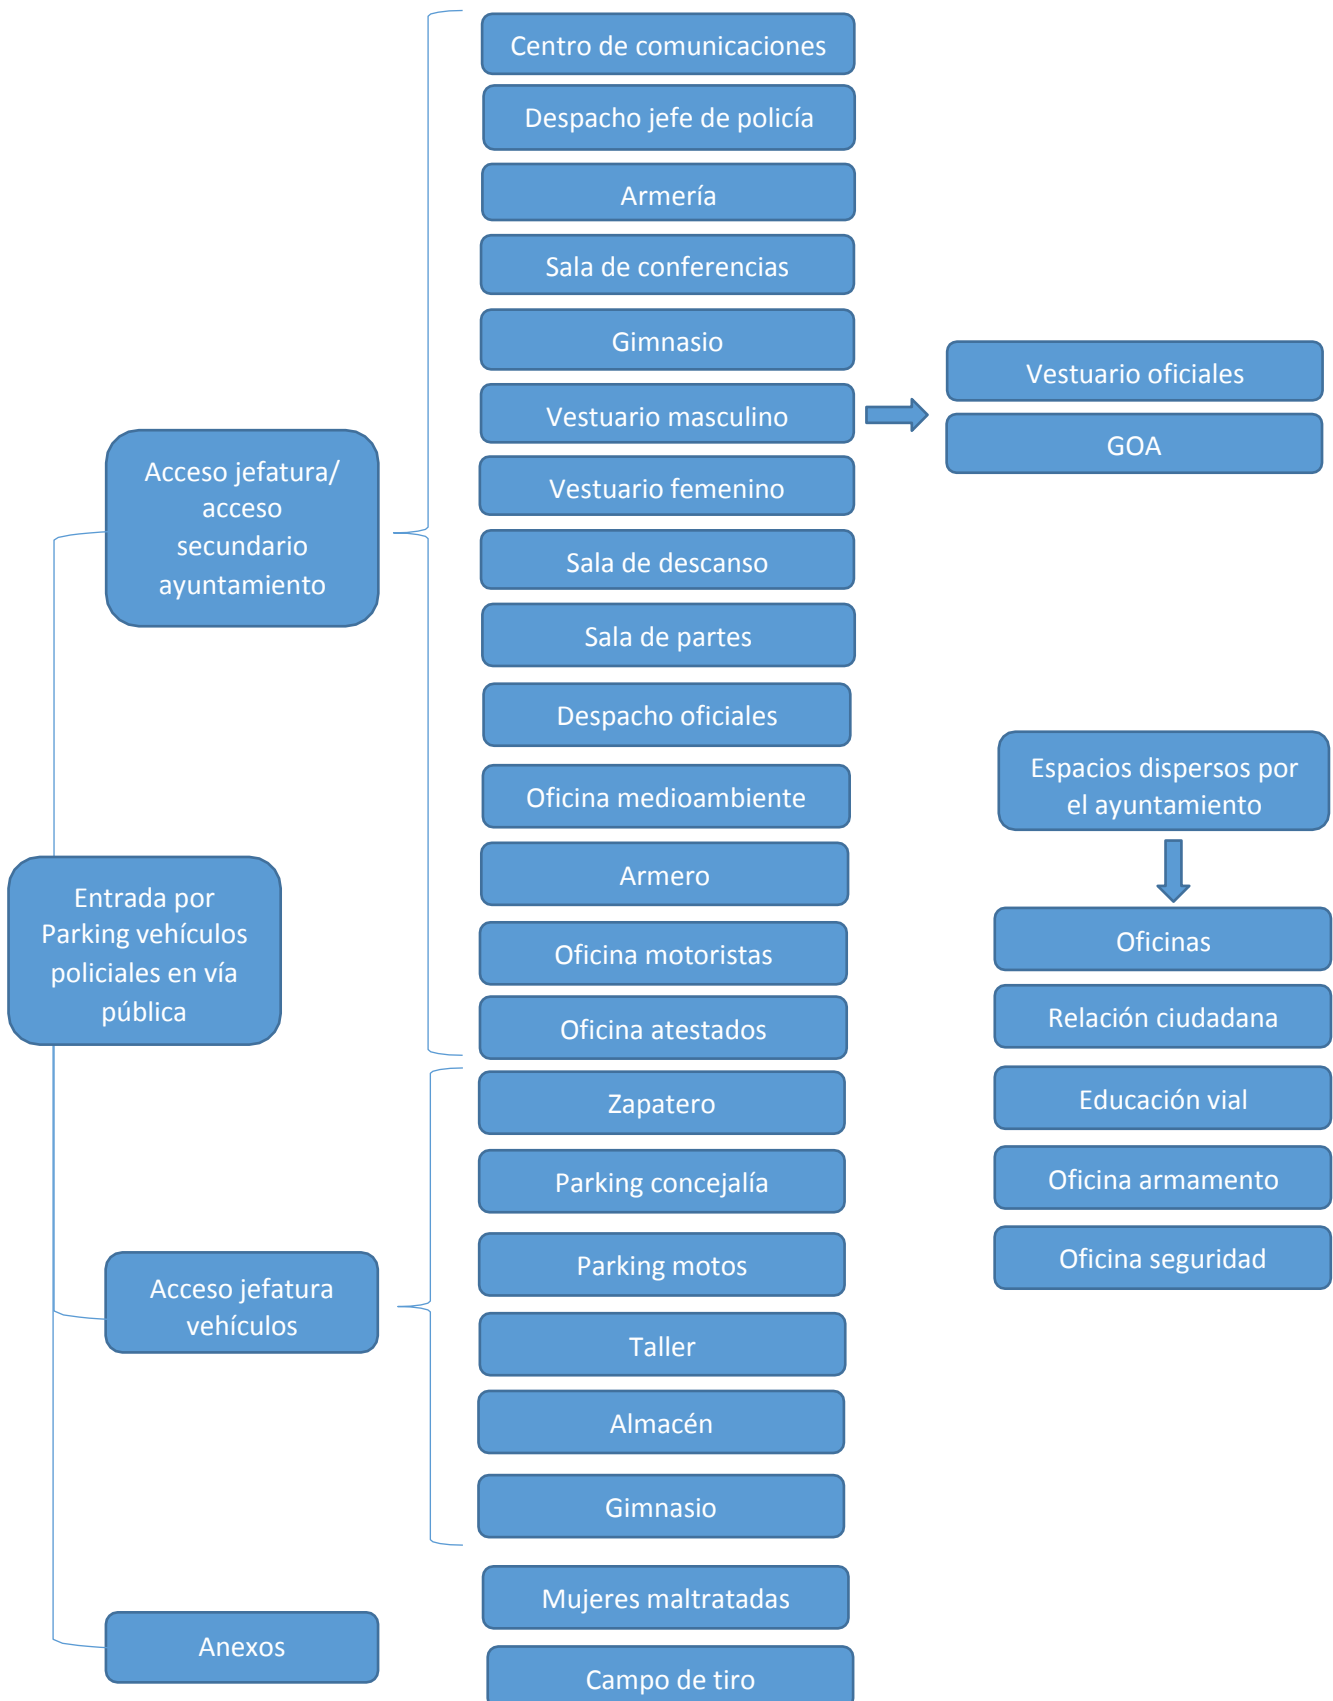 Centro de comunicaciones
Despacho jefe de policía
Armería
Sala de conferencias
Gimnasio
Vestuario masculino
Vestuario femenino
Sala de descanso
Sala de partes
Despacho oficiales
Oficina medioambiente
Armero
Oficina motoristas
Oficina atestados
Zapatero
Parking concejalía
Parking motos
Taller
Almacén
Gimnasio
Mujeres maltratadas
Campo de tiro
Vestuario oficiales
GOA
Acceso jefatura/
acceso
secundario
ayuntamiento
Entrada por
Parking vehículos
policiales en vía
pública
Acceso jefatura
vehículos
Anexos
Espacios dispersos por
el ayuntamiento
Oficinas
Relación ciudadana
Educación vial
Oficina armamento
Oficina seguridad